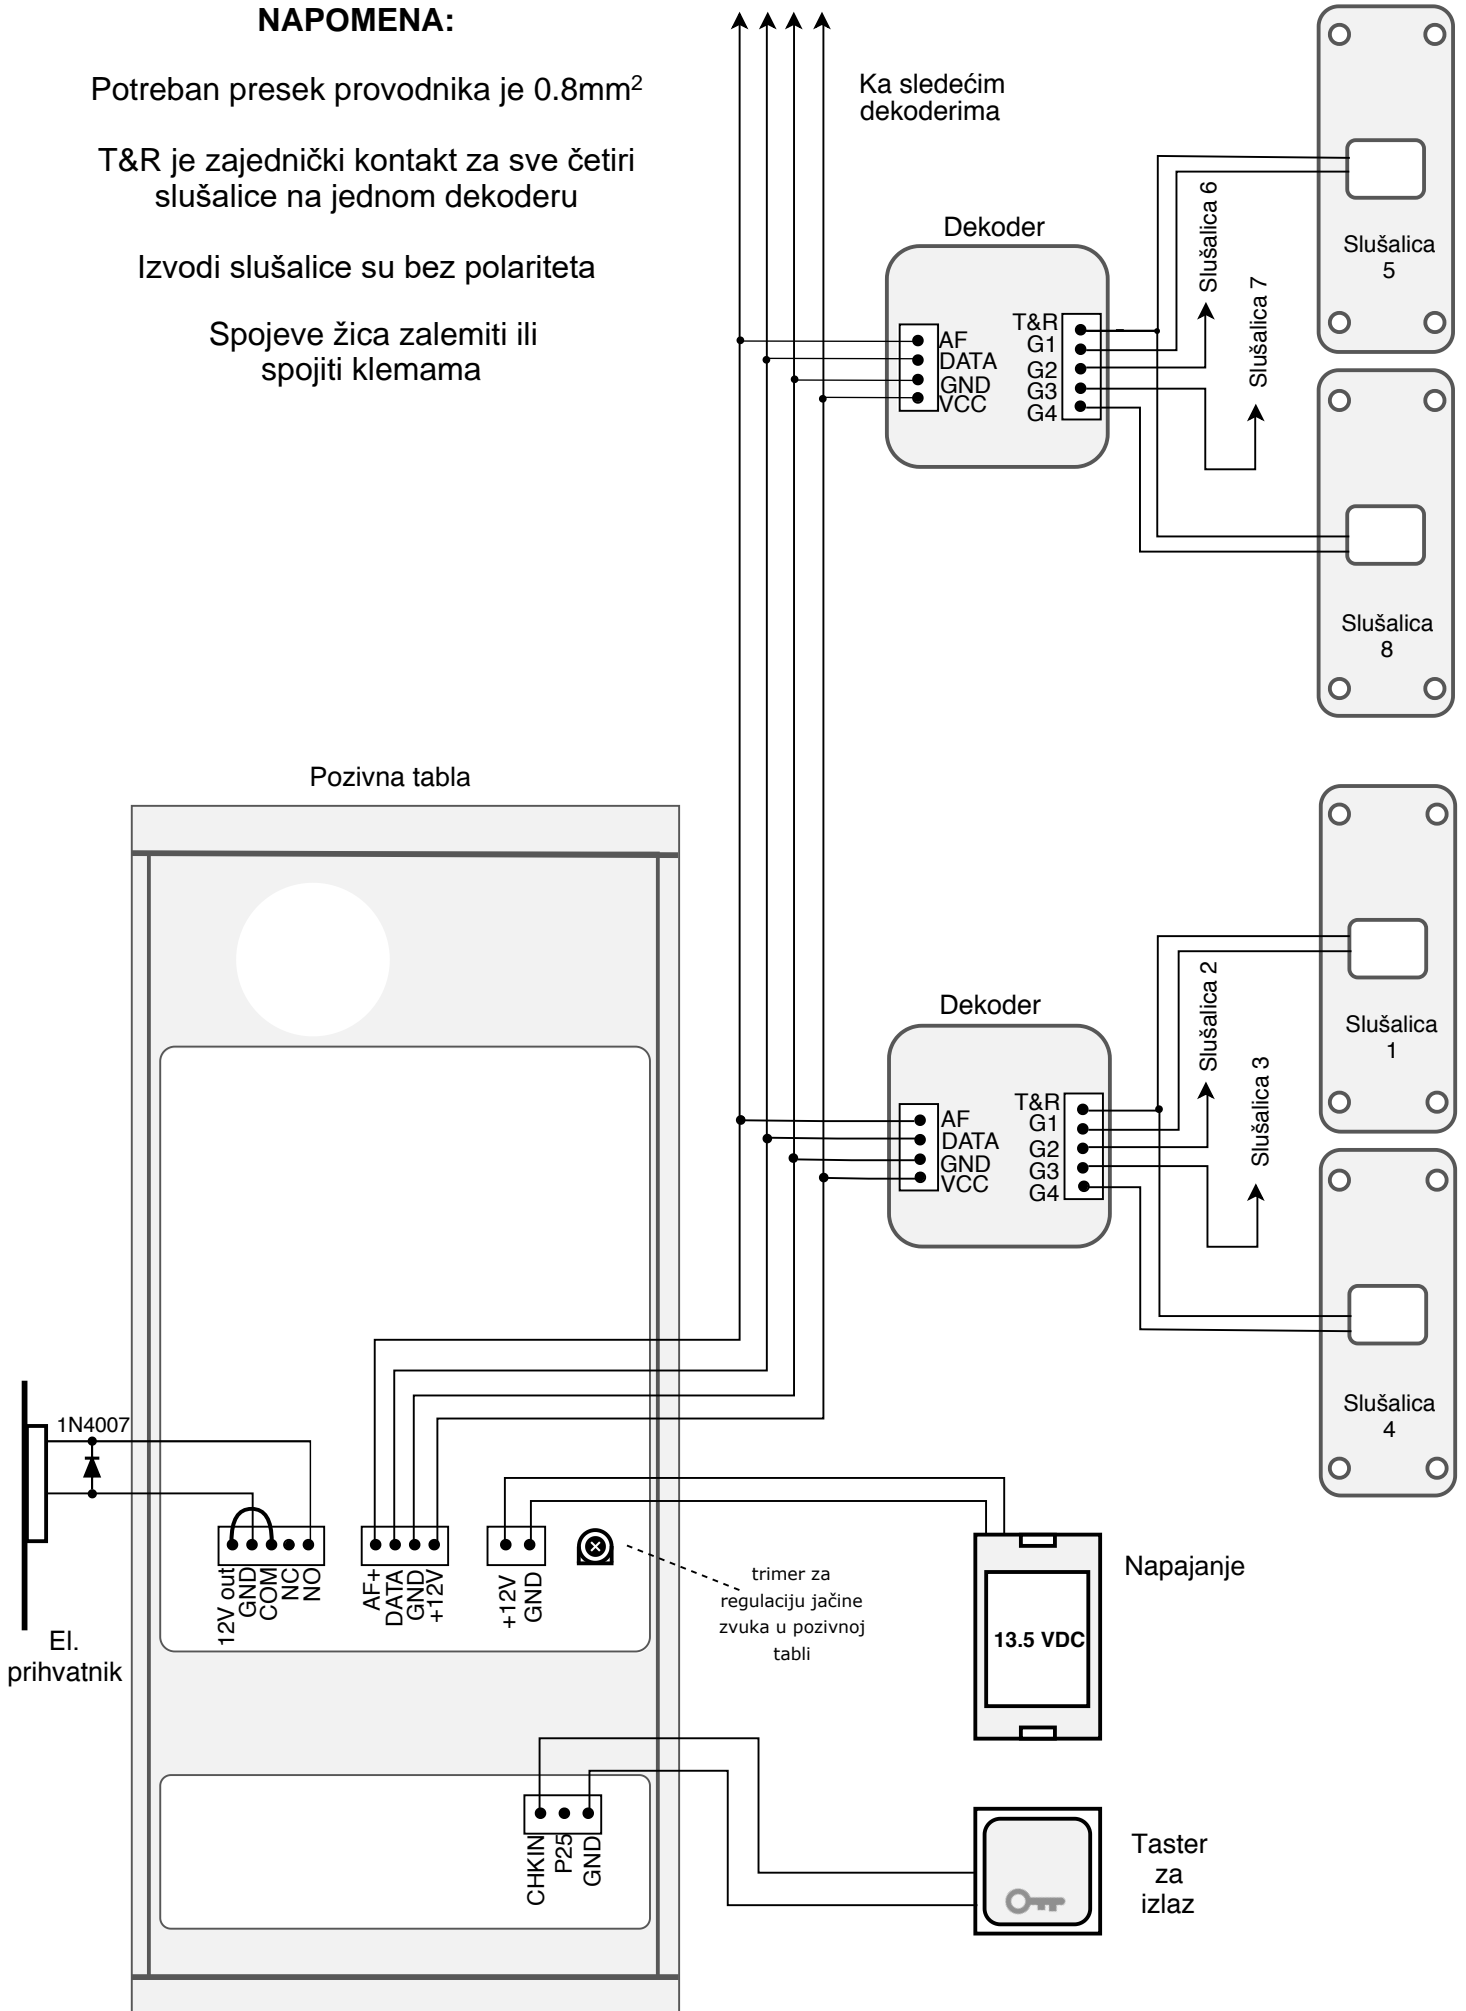 NAPOMENA:
Potreban presek provodnika je 0.8mm²
T&R je zajednički kontakt za sve četiri
slušalice na jednom dekoderu
Izvodi slušalice su bez polariteta
Spojeve žica zalemiti ili
spojiti klemama
Ka sledećim
dekoderima
Dekoder
AF
DATA
GND
VCC
T&R
G1
G2
G3
G4
Slušalica 6
Slušalica 7
Slušalica
5
Slušalica
8
Pozivna tabla
Dekoder
AF
DATA
GND
VCC
T&R
G1
G2
G3
G4
Slušalica 2
Slušalica 3
Slušalica
1
Slušalica
4
1N4007
El.
prihvatnik
12V out
GND
COM
NC
NO
AF+
DATA
GND
+12V
+12V
GND
trimer za
regulaciju jačine
zvuka u pozivnoj
tabli
13.5 VDC
Napajanje
CHKIN
P25
GND
Taster
za
izlaz